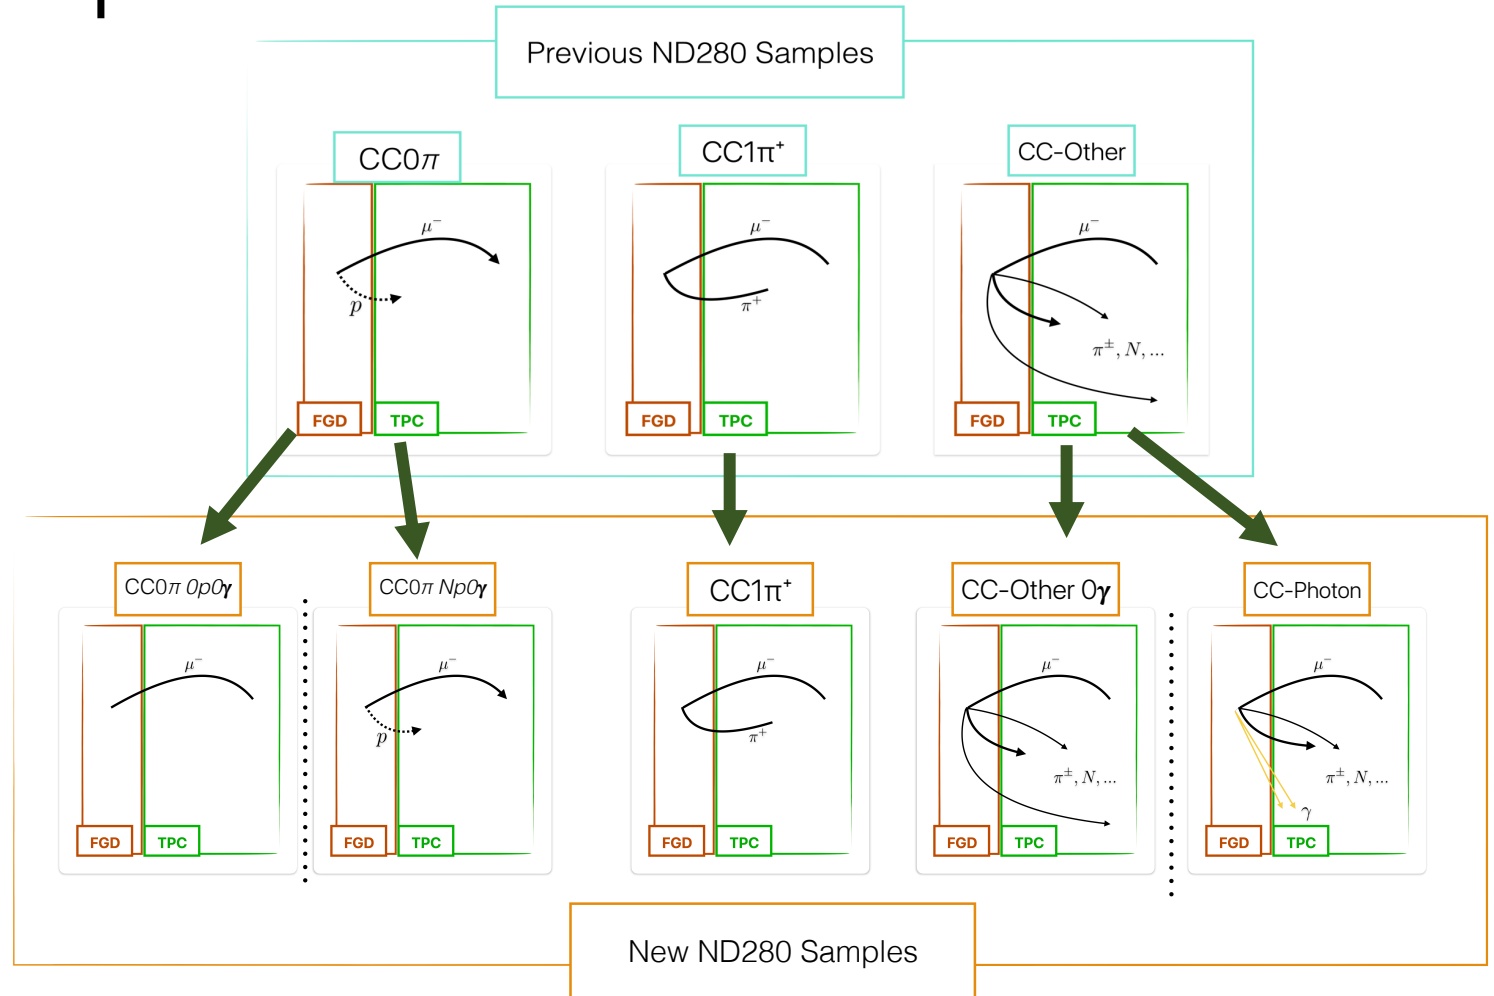 Previous ND280 Samples
CC0π
CC1π⁺
CC-Other
μ⁻
μ⁻
μ⁻
p
π⁺
π±, N, ...
FGD
TPC
FGD
TPC
FGD
TPC
CC0π 0p0γ
CC0π Np0γ
CC1π⁺
CC-Other 0γ
CC-Photon
μ⁻
μ⁻
μ⁻
μ⁻
μ⁻
p
π⁺
π±, N, ...
π±, N, ...
γ
FGD
TPC
FGD
TPC
FGD
TPC
FGD
TPC
FGD
TPC
New ND280 Samples